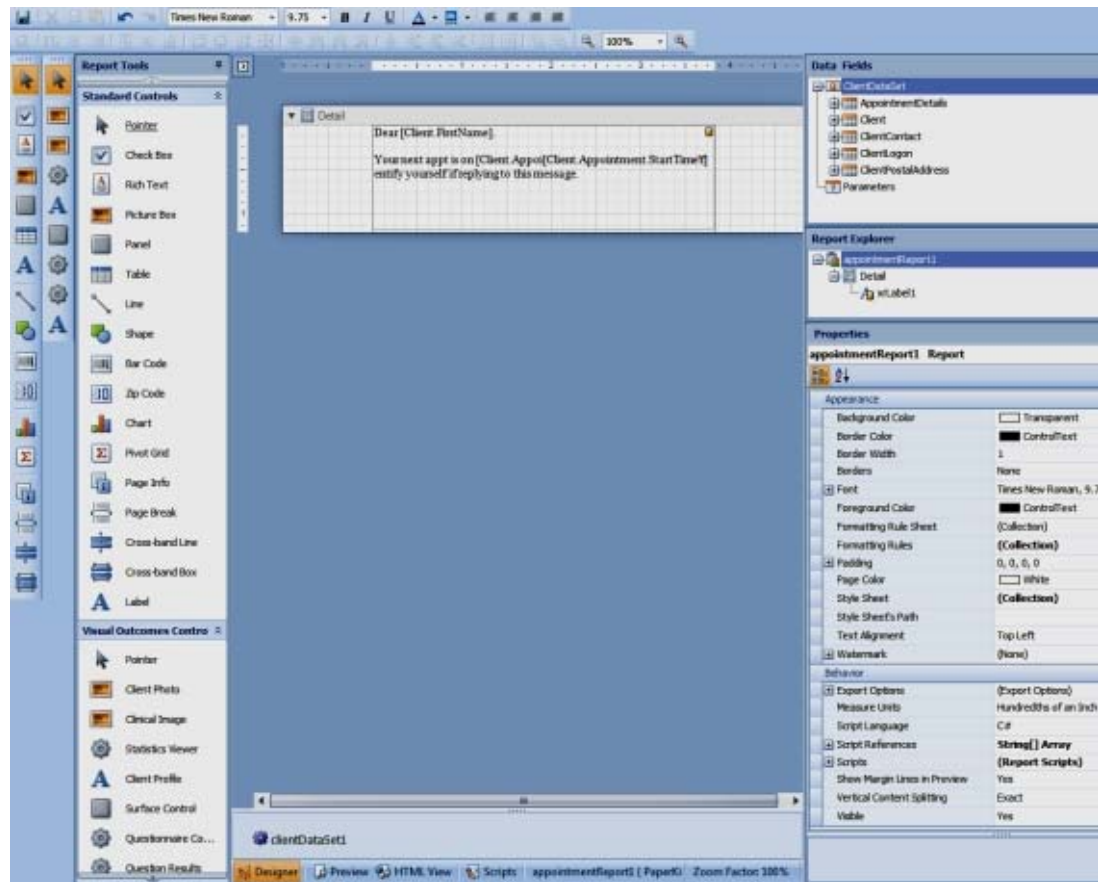 Times New Roman 9.75 B I U A
100%
Report Tools
Standard Controls
Pointer
Check Box
Rich Text
Picture Box
Panel
Table
Line
Shape
Bar Code
Zip Code
Chart
Pivot Grid
Page Info
Page Break
Cross-band Line
Cross-band Box
Label
Visual Outcomes Contro
Pointer
Client Photo
Clinical Image
Statistics Viewer
Client Profile
Surface Control
Questionnaire Co...
Question Results
Detail
Dear [Client.FirstName].
Your next appt is on [Client.Appoi[Client.Appointment.StartTime
entify yourself if replying to this message.
clientDataSet1
Designer Preview HTML View Scripts appointmentReport1 ( PaperKi Zoom Factor: 100%
Data Fields
ClientDataSet
AppointmentDetails
Client
ClientContact
ClientLogon
ClientPostalAddress
Parameters
Report Explorer
appointmentReport1
Detail
xrLabel1
Properties
appointmentReport1 Report
Appearance
Background Color Transparent
Border Color ControlText
Border Width 1
Borders None
Font Times New Roman, 9.7
Foreground Color ControlText
Formatting Rule Sheet (Collection)
Formatting Rules (Collection)
Padding 0, 0, 0, 0
Page Color White
Style Sheet (Collection)
Style Sheet's Path
Text Alignment Top Left
Watermark (None)
Behavior
Export Options (Export Options)
Measure Units Hundredths of an Inch
Script Language C#
Script References String[] Array
Scripts (Report Scripts)
Show Margin Lines in Preview Yes
Vertical Content Splitting Exact
Visible Yes